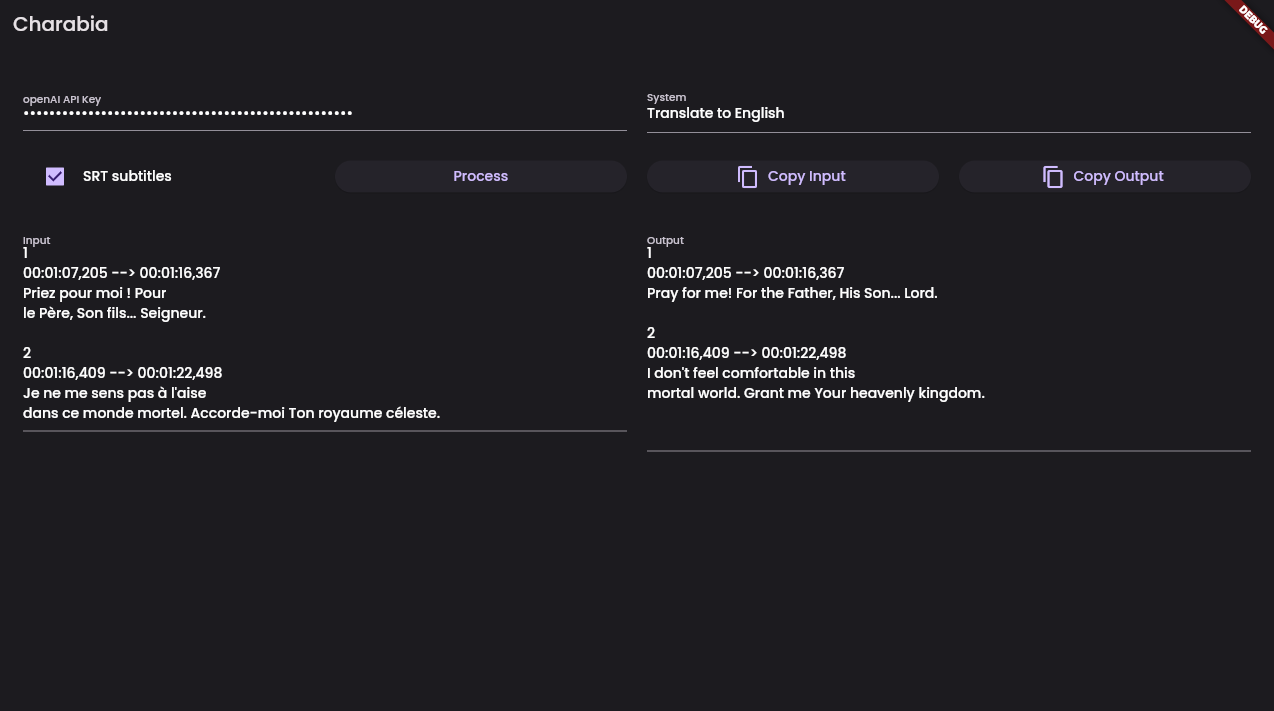 Charabia
DEBUG
openAI API Key
••••••••••••••••••••••••••••••••••••••••••••••••••••
System
Translate to English
SRT subtitles
Process
Copy Input
Copy Output
Input
1
00:01:07,205 --> 00:01:16,367
Priez pour moi ! Pour
le Père, Son fils... Seigneur.
2
00:01:16,409 --> 00:01:22,498
Je ne me sens pas à l'aise
dans ce monde mortel. Accorde-moi Ton royaume céleste.
Output
1
00:01:07,205 --> 00:01:16,367
Pray for me! For the Father, His Son... Lord.
2
00:01:16,409 --> 00:01:22,498
I don't feel comfortable in this
mortal world. Grant me Your heavenly kingdom.